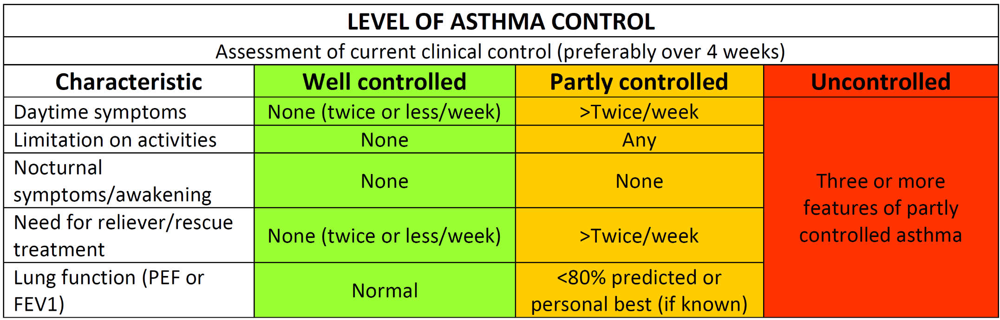 LEVEL OF ASTHMA CONTROL
Assessment of current clinical control (preferably over 4 weeks)
Characteristic
Well controlled
Partly controlled
Uncontrolled
Daytime symptoms
None (twice or less/week)
>Twice/week
Limitation on activities
None
Any
Nocturnal
symptoms/awakening
None
None
Need for reliever/rescue
treatment
None (twice or less/week)
>Twice/week
Lung function (PEF or
FEV1)
Normal
<80% predicted or
personal best (if known)
Three or more
features of partly
controlled asthma